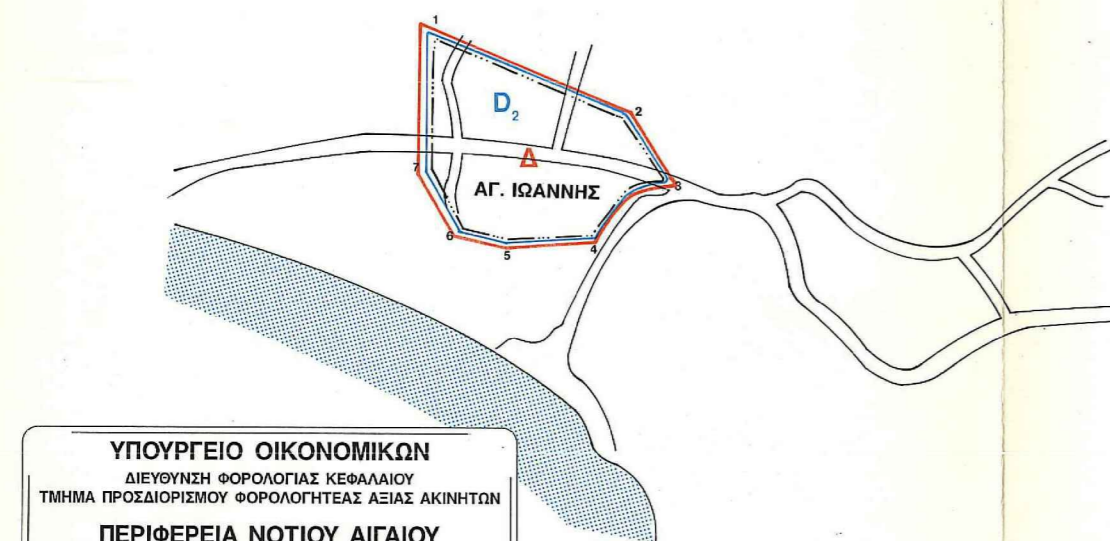 1
2
D₂
Δ
3
7
ΑΓ. ΙΩΑΝΝΗΣ
6
4
5
ΥΠΟΥΡΓΕΙΟ ΟΙΚΟΝΟΜΙΚΩΝ
ΔΙΕΥΘΥΝΣΗ ΦΟΡΟΛΟΓΙΑΣ ΚΕΦΑΛΑΙΟΥ
ΤΜΗΜΑ ΠΡΟΣΔΙΟΡΙΣΜΟΥ ΦΟΡΟΛΟΓΗΤΕΑΣ ΑΞΙΑΣ ΑΚΙΝΗΤΩΝ
ΠΕΡΙΦΕΡΕΙΑ ΝΟΤΙΟΥ ΑΙΓΑΙΟΥ